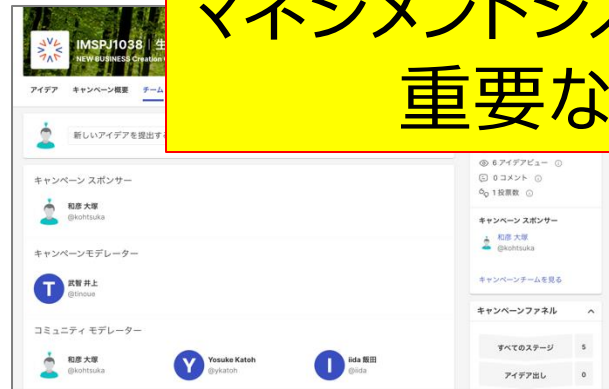 マネジメントシス
重要な
IMSPJ1038 | 生
NEW BUSINESS Creation
アイデア キャンペーン概要 チーム
新しいアイデアを提出す
キャンペーン スポンサー
和彦 大塚
@kohtsuka
キャンペーンモデレーター
T
武智 井上
@tinoue
コミュニティ モデレーター
和彦 大塚
@kohtsuka
Y
Yosuke Katoh
@ykatoh
I
iida 飯田
@iida
6 アイデアビュー
0 コメント
1 投票数
キャンペーン スポンサー
和彦 大塚
@kohtsuka
キャンペーンチームを見る
キャンペーンファネル
すべてのステージ 5
アイデア出し 0